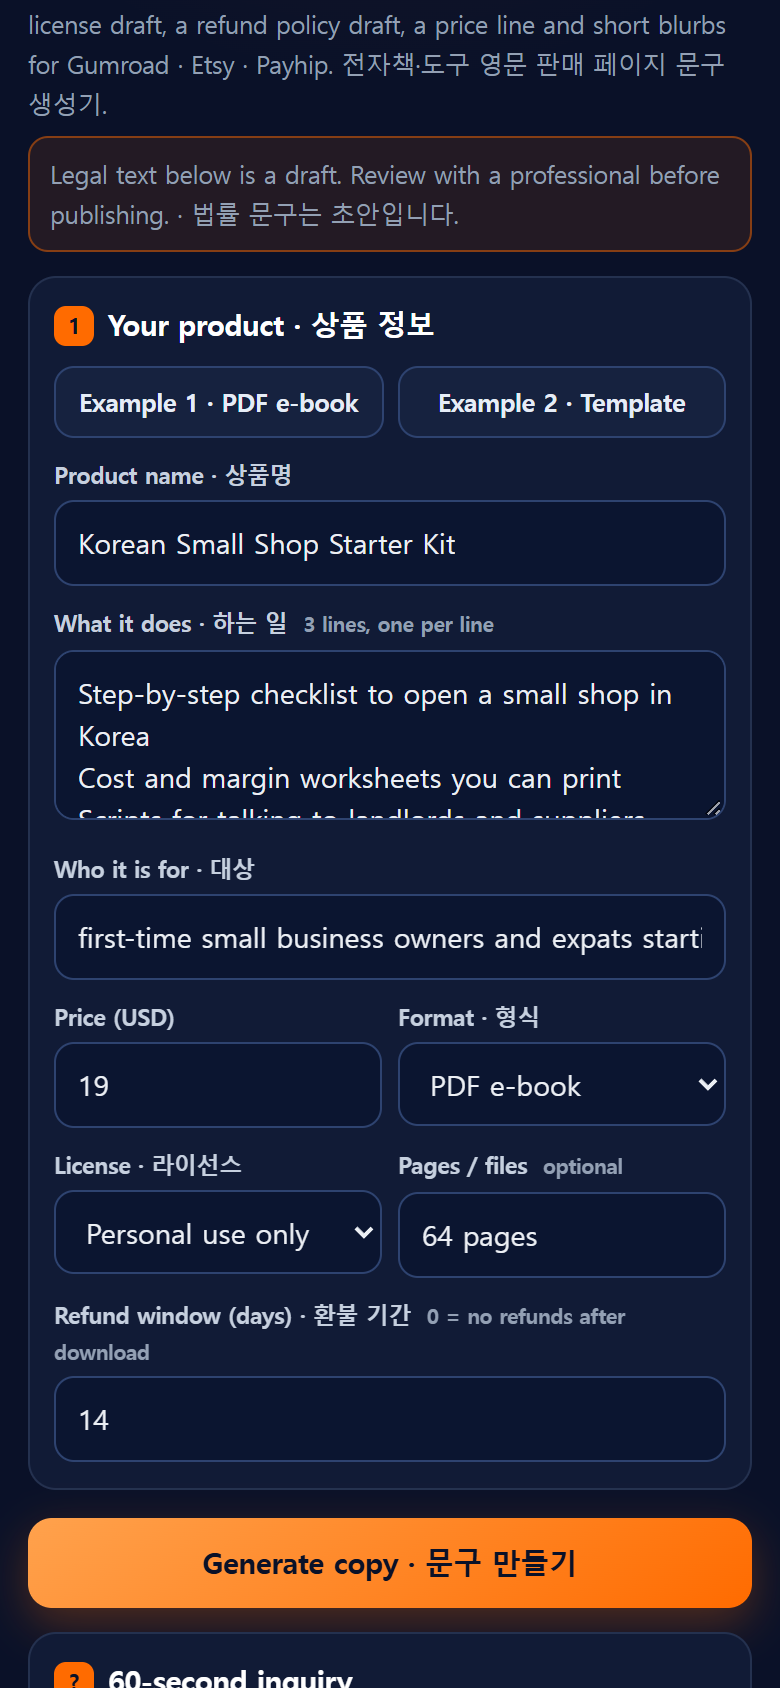 license draft, a refund policy draft, a price line and short blurbs
for Gumroad · Etsy · Payhip. 전자책·도구 영문 판매 페이지 문구
생성기.
Legal text below is a draft. Review with a professional before
publishing. · 법률 문구는 초안입니다.
1 Your product · 상품 정보
Example 1 · PDF e-book
Example 2 · Template
Product name · 상품명
Korean Small Shop Starter Kit
What it does · 하는 일 3 lines, one per line
Step-by-step checklist to open a small shop in
Korea
Cost and margin worksheets you can print
Scripts for talking to landlords and suppliers
Who it is for · 대상
first-time small business owners and expats starti
Price (USD)
Format · 형식
19
PDF e-book
License · 라이선스
Pages / files optional
Personal use only
64 pages
Refund window (days) · 환불 기간 0 = no refunds after
download
14
Generate copy · 문구 만들기
? 60-second inquiry